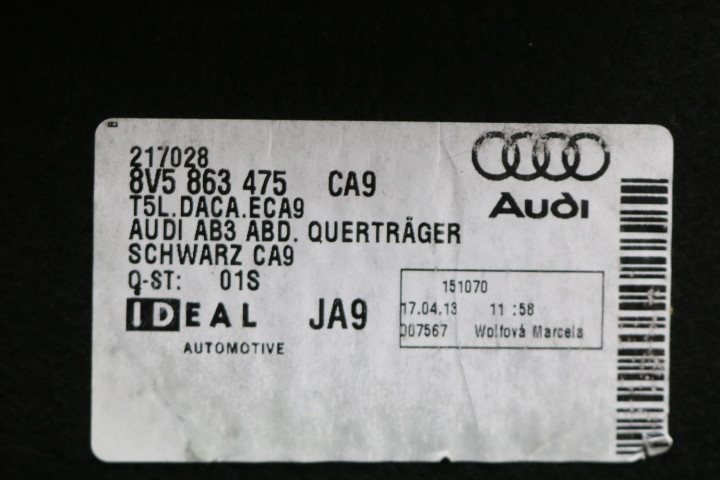 217028
8V5 863 475 CA9
T5L.DACA.ECA9
AUDI AB3 ABD. QUERTRÄGER
SCHWARZ CA9
Q-ST: 01S
IDEAL JA9
AUTOMOTIVE
Audi
151070
17.04.13 11:58
007567 Wolfová Marcela